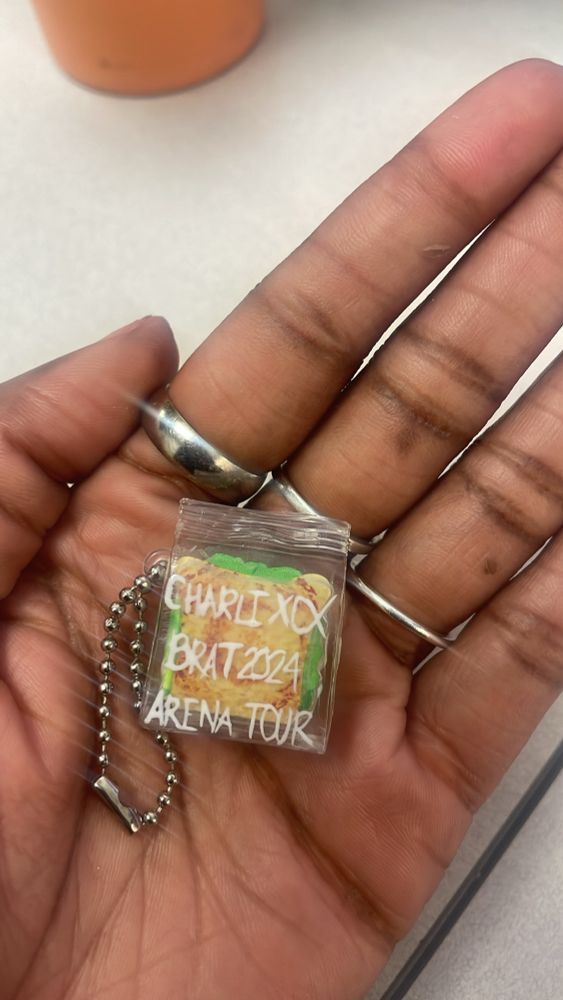 CHARLI XCX
BRAT 2024
ARENA TOUR